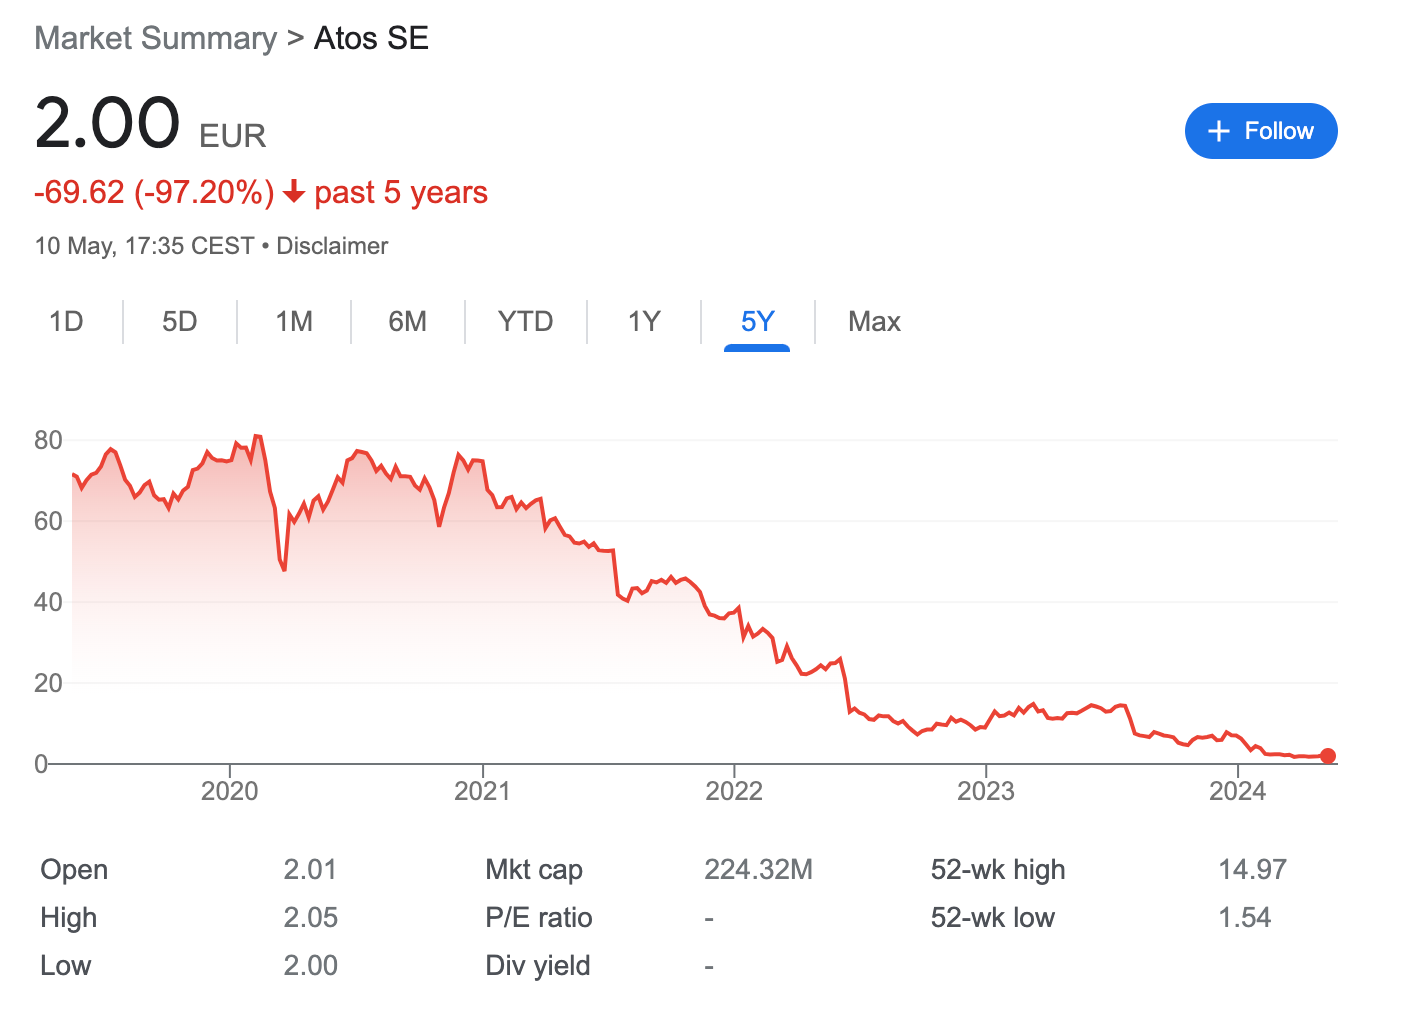 Market Summary > Atos SE
2.00 EUR
+ Follow
-69.62 (-97.20%) ↓ past 5 years
10 May, 17:35 CEST • Disclaimer
1D 5D 1M 6M YTD 1Y 5Y Max
80
60
40
20
0
2020 2021 2022 2023 2024
Open 2.01 Mkt cap 224.32M 52-wk high 14.97
High 2.05 P/E ratio - 52-wk low 1.54
Low 2.00 Div yield -